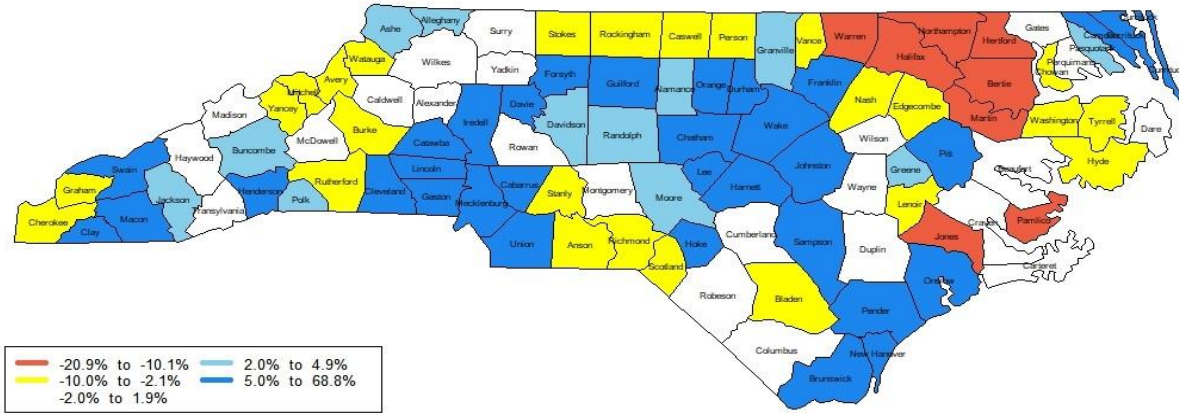 Ashe Alleghany Surry Stokes Rockingham Caswell Person Granville Vance Warren Northampton Hertford Gates Currituck
Camden Currituck
Watauga Wilkes Yadkin Forsyth Guilford Alamance Orange Durham Franklin Halifax Bertie Chowan Perquimans Pasquotank Currituck
Mitchell Avery Yancey Caldwell Alexander Iredell Davie Nash Edgecombe Martin Washington Tyrrell Dare
Madison Burke Catawba Davidson Randolph Chatham Wake Wilson
Buncombe McDowell Rowan Johnston Greene Pitt Hyde
Haywood Lincoln Lee Beaufort
Swain Rutherford Cleveland Gaston Cabarrus Stanly Montgomery Moore Harnett Wayne Lenoir
Graham Jackson Henderson Polk Mecklenburg
Cherokee Macon Transylvania Craven Pamlico
Clay Union Anson Richmond Hoke Cumberland Sampson Duplin Jones
Scotland Carteret
Robeson Bladen Onslow
Pender
Columbus
New Hanover
Brunswick
-20.9% to -10.1%
-10.0% to -2.1%
-2.0% to 1.9%
2.0% to 4.9%
5.0% to 68.8%